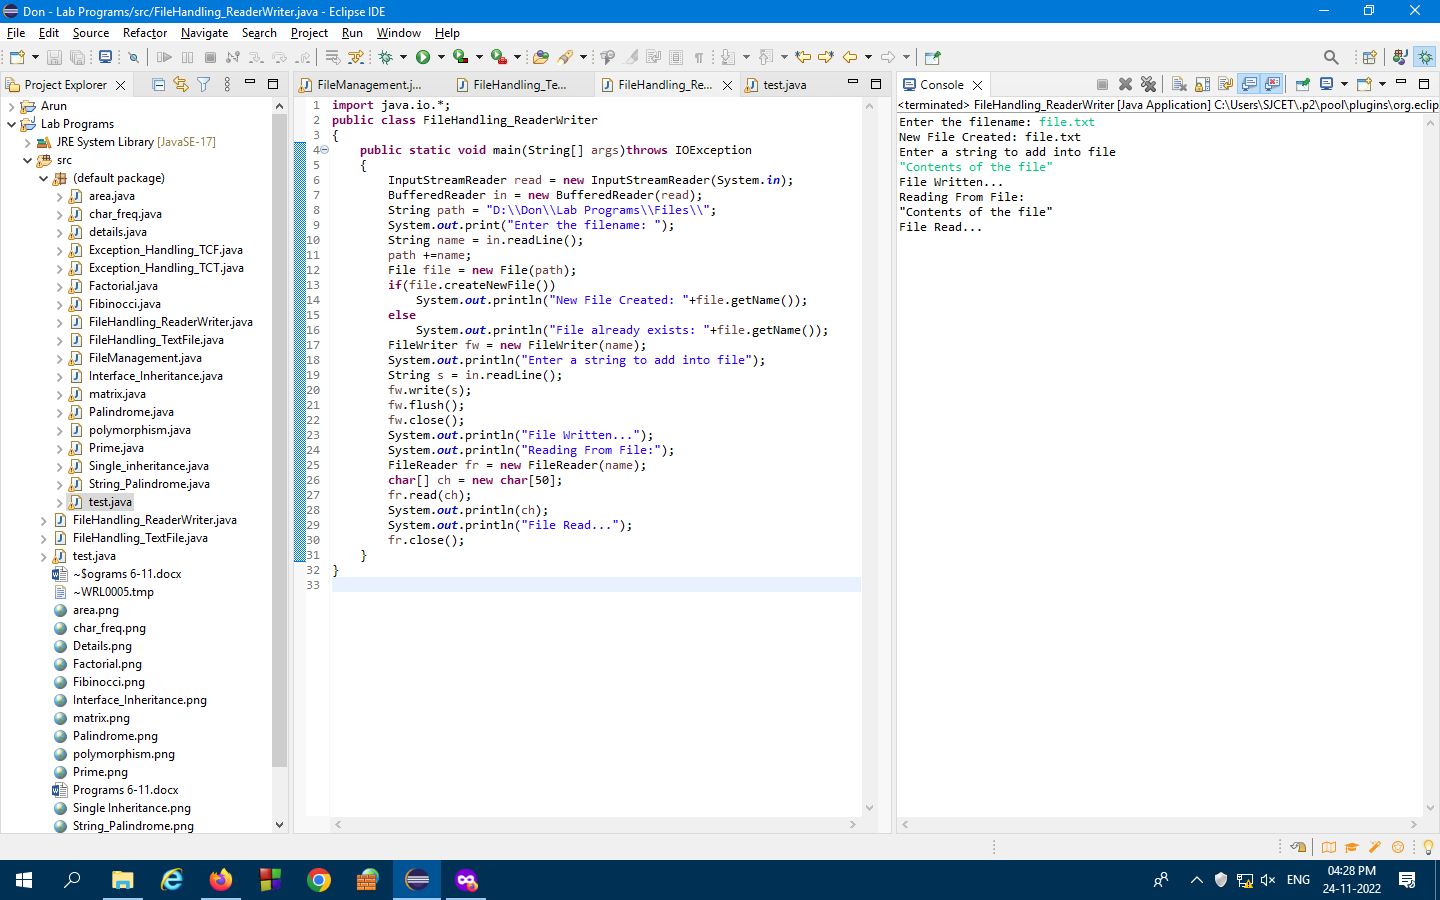 Don - Lab Programs/src/FileHandling_ReaderWriter.java - Eclipse IDE
File Edit Source Refactor Navigate Search Project Run Window Help
Project Explorer
Arun
Lab Programs
JRE System Library [JavaSE-17]
src
(default package)
area.java
char_freq.java
details.java
Exception_Handling_TCF.java
Exception_Handling_TCT.java
Factorial.java
Fibinocci.java
FileHandling_ReaderWriter.java
FileHandling_TextFile.java
FileManagement.java
Interface_Inheritance.java
matrix.java
Palindrome.java
polymorphism.java
Prime.java
Single_inheritance.java
String_Palindrome.java
test.java
FileHandling_ReaderWriter.java
FileHandling_TextFile.java
test.java
~$ograms 6-11.docx
~WRL0005.tmp
area.png
char_freq.png
Details.png
Factorial.png
Fibinocci.png
Interface_Inheritance.png
matrix.png
Palindrome.png
polymorphism.png
Prime.png
Programs 6-11.docx
Single Inheritance.png
String_Palindrome.png
FileManagement.j... FileHandling_Te... FileHandling_Re... test.java
1 import java.io.*;
2 public class FileHandling_ReaderWriter
3 {
4 public static void main(String[] args)throws IOException
5 {
6 InputStreamReader read = new InputStreamReader(System.in);
7 BufferedReader in = new BufferedReader(read);
8 String path = "D:\\Don\\Lab Programs\\Files\\";
9 System.out.print("Enter the filename: ");
10 String name = in.readLine();
11 path +=name;
12 File file = new File(path);
13 if(file.createNewFile())
14 System.out.println("New File Created: "+file.getName());
15 else
16 System.out.println("File already exists: "+file.getName());
17 FileWriter fw = new FileWriter(name);
18 System.out.println("Enter a string to add into file");
19 String s = in.readLine();
20 fw.write(s);
21 fw.flush();
22 fw.close();
23 System.out.println("File Written...");
24 System.out.println("Reading From File:");
25 FileReader fr = new FileReader(name);
26 char[] ch = new char[50];
27 fr.read(ch);
28 System.out.println(ch);
29 System.out.println("File Read...");
30 fr.close();
31 }
32 }
33
Console
<terminated> FileHandling_ReaderWriter [Java Application] C:\Users\SJCET\.p2\pool\plugins\org.eclip
Enter the filename: file.txt
New File Created: file.txt
Enter a string to add into file
"Contents of the file"
File Written...
Reading From File:
"Contents of the file"
File Read...
ENG
04:28 PM
24-11-2022